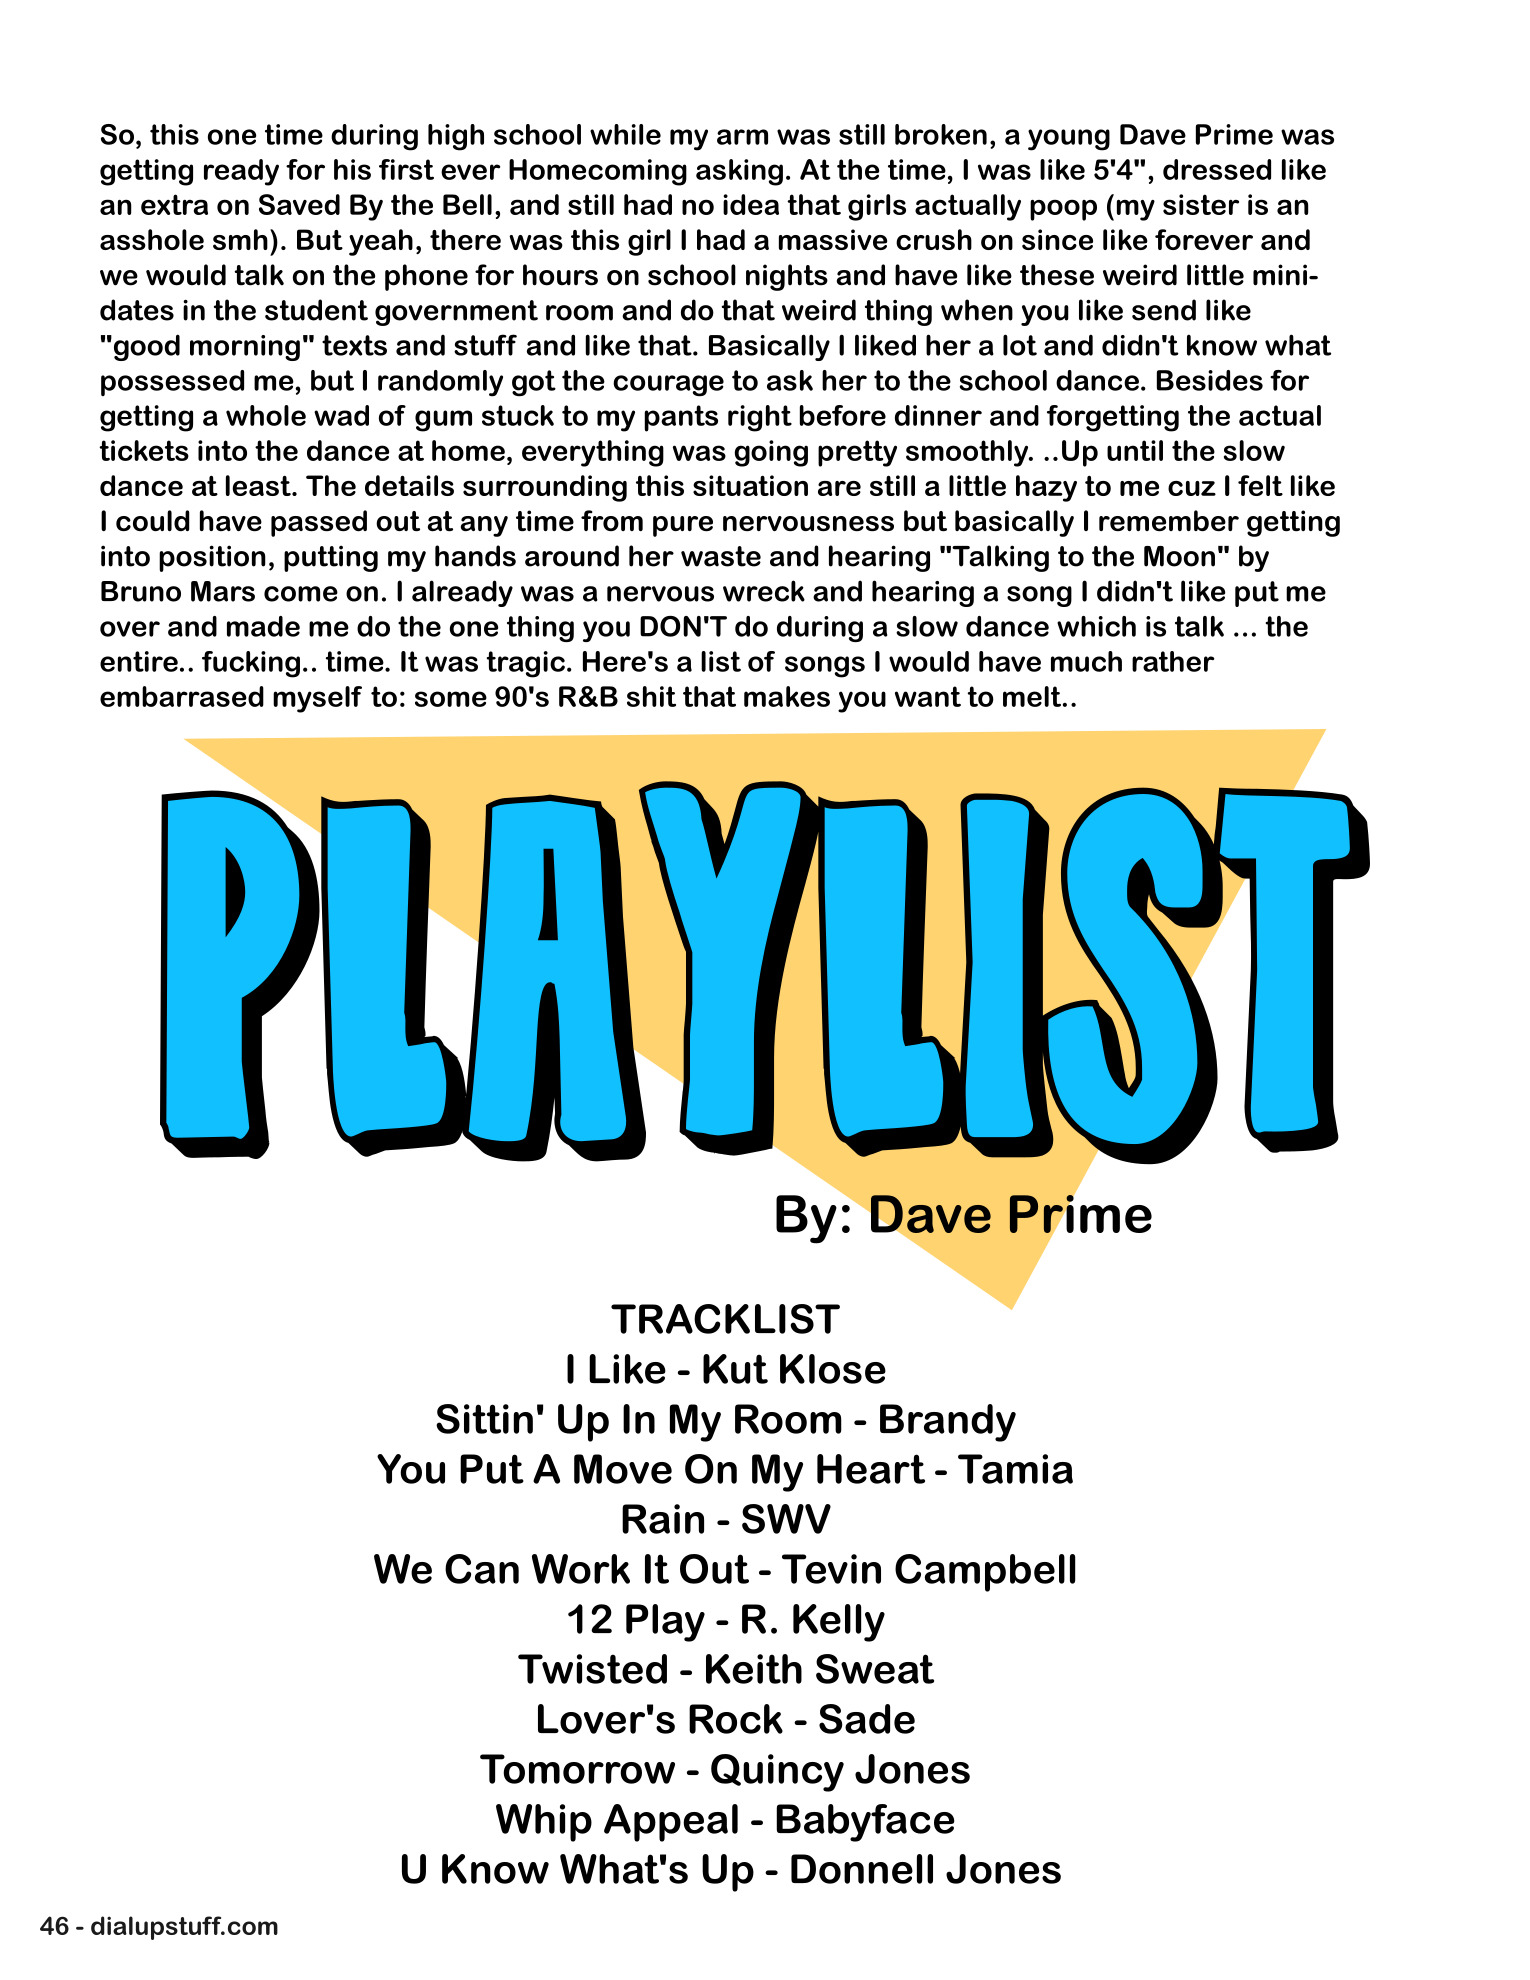 So, this one time during high school while my arm was still broken, a young Dave Prime was
getting ready for his first ever Homecoming asking. At the time, I was like 5'4", dressed like
an extra on Saved By the Bell, and still had no idea that girls actually poop (my sister is an
asshole smh). But yeah, there was this girl I had a massive crush on since like forever and
we would talk on the phone for hours on school nights and have like these weird little mini-
dates in the student government room and do that weird thing when you like send like
"good morning" texts and stuff and like that. Basically I liked her a lot and didn't know what
possessed me, but I randomly got the courage to ask her to the school dance. Besides for
getting a whole wad of gum stuck to my pants right before dinner and forgetting the actual
tickets into the dance at home, everything was going pretty smoothly. ..Up until the slow
dance at least. The details surrounding this situation are still a little hazy to me cuz I felt like
I could have passed out at any time from pure nervousness but basically I remember getting
into position, putting my hands around her waste and hearing "Talking to the Moon" by
Bruno Mars come on. I already was a nervous wreck and hearing a song I didn't like put me
over and made me do the one thing you DON'T do during a slow dance which is talk ... the
entire.. fucking.. time. It was tragic. Here's a list of songs I would have much rather
embarrased myself to: some 90's R&B shit that makes you want to melt..
PLAYLIST
By: Dave Prime
TRACKLIST
I Like - Kut Klose
Sittin' Up In My Room - Brandy
You Put A Move On My Heart - Tamia
Rain - SWV
We Can Work It Out - Tevin Campbell
12 Play - R. Kelly
Twisted - Keith Sweat
Lover's Rock - Sade
Tomorrow - Quincy Jones
Whip Appeal - Babyface
U Know What's Up - Donnell Jones
46 - dialupstuff.com